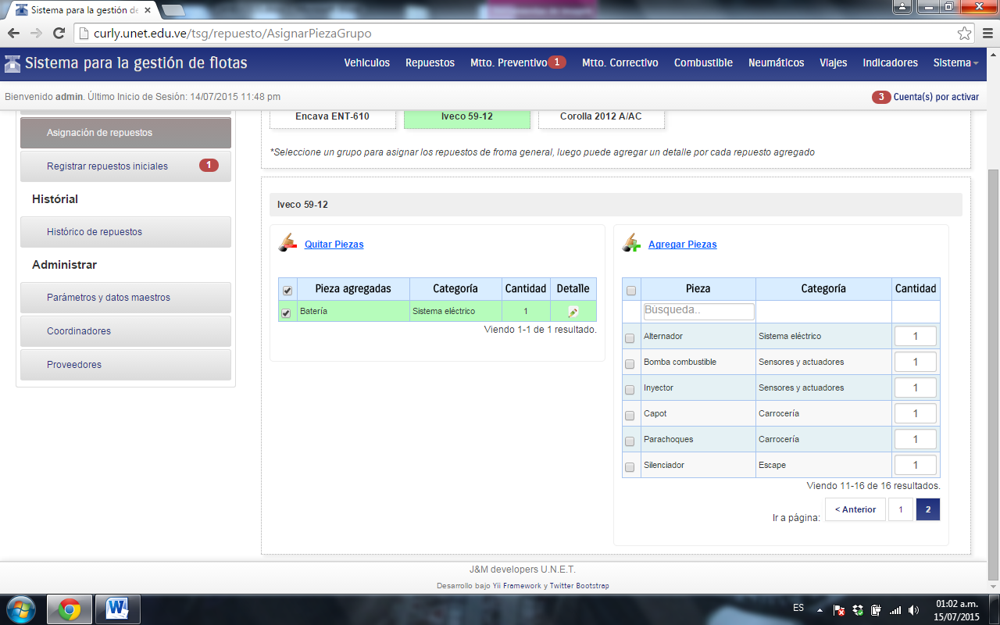 Sistema para la gestión de
curly.unet.edu.ve/tsg/repuesto/AsignarPiezaGrupo
Sistema para la gestión de flotas
Vehiculos Repuestos Mtto. Preventivo 1 Mtto. Correctivo Combustible Neumáticos Viajes Indicadores Sistema
Bienvenido admin. Último Inicio de Sesión: 14/07/2015 11:48 pm
3 Cuenta(s) por activar
Asignación de repuestos
Registrar repuestos iniciales 1
Histórial
Histórico de repuestos
Administrar
Parámetros y datos maestros
Coordinadores
Proveedores
Encava ENT-610 Iveco 59-12 Corolla 2012 A/AC
*Seleccione un grupo para asignar los repuestos de froma general, luego puede agregar un detalle por cada repuesto agregado
Iveco 59-12
Quitar Piezas
Pieza agregadas Categoría Cantidad Detalle
Batería Sistema eléctrico 1
Viendo 1-1 de 1 resultado.
Agregar Piezas
Pieza Categoría Cantidad
Búsqueda..
Alternador Sistema eléctrico 1
Bomba combustible Sensores y actuadores 1
Inyector Sensores y actuadores 1
Capot Carrocería 1
Parachoques Carrocería 1
Silenciador Escape 1
Viendo 11-16 de 16 resultados.
Ir a página: < Anterior 1 2
J&M developers U.N.E.T.
Desarrollo bajo Yii Framework y Twitter Bootstrap
ES
01:02 a.m.
15/07/2015